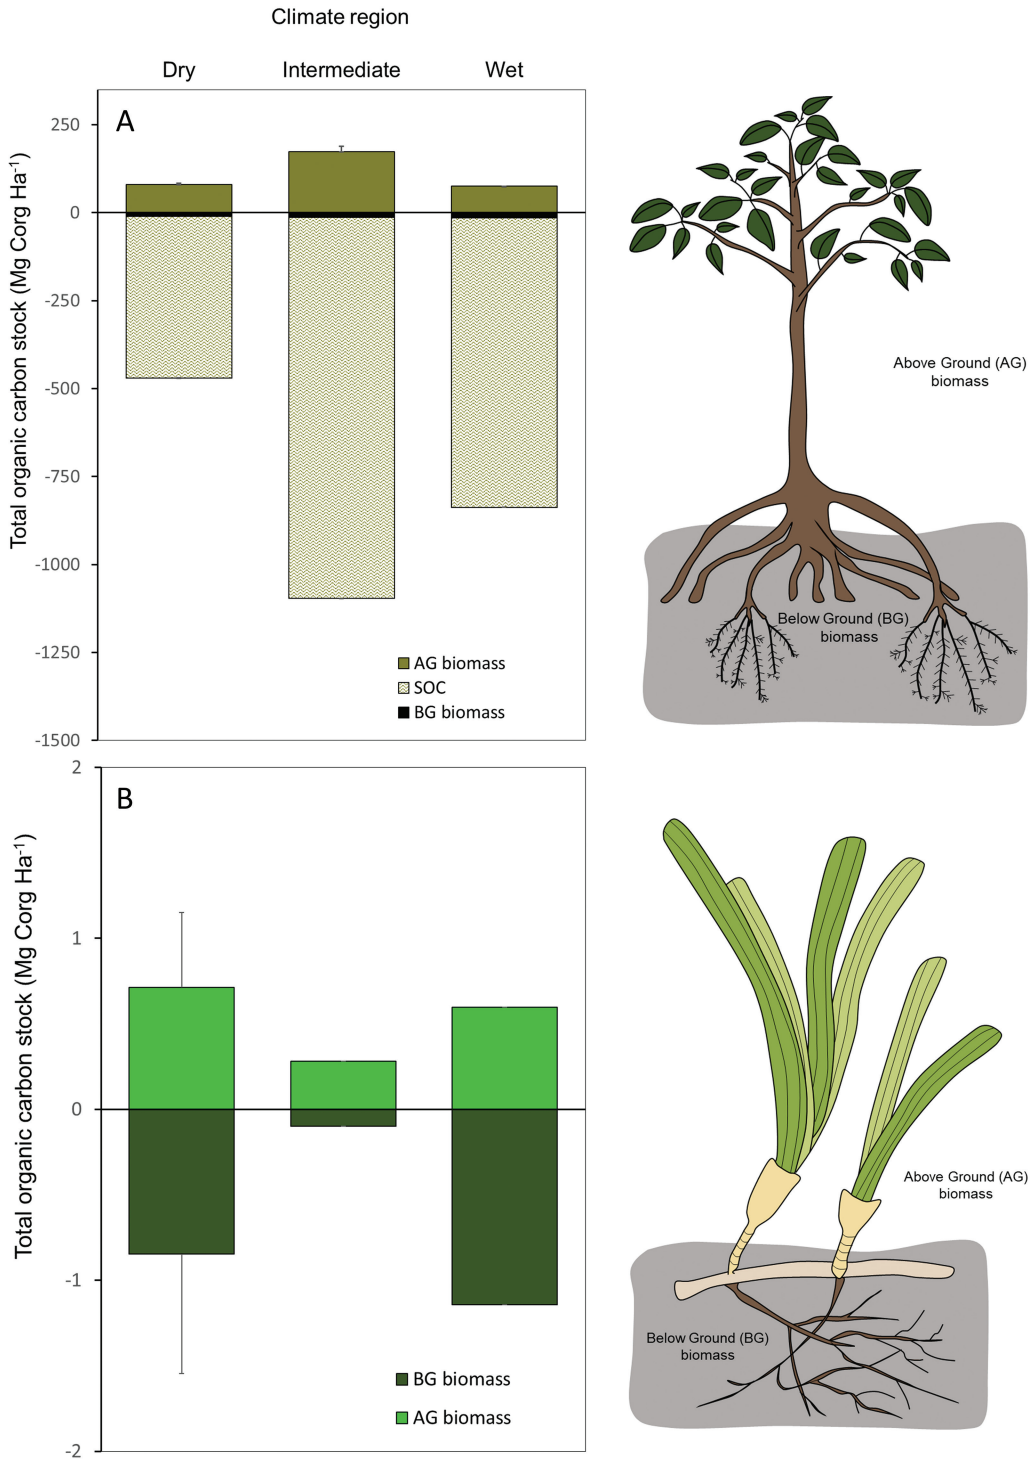 Climate region
Dry Intermediate Wet
A
Total organic carbon stock (Mg Corg Ha⁻¹)
250
0
-250
-500
-750
-1000
-1250
-1500
AG biomass
SOC
BG biomass
Above Ground (AG)
biomass
Below Ground (BG)
biomass
B
Total organic carbon stock (Mg Corg Ha⁻¹)
2
1
0
-1
-2
BG biomass
AG biomass
Above Ground (AG)
biomass
Below Ground (BG)
biomass